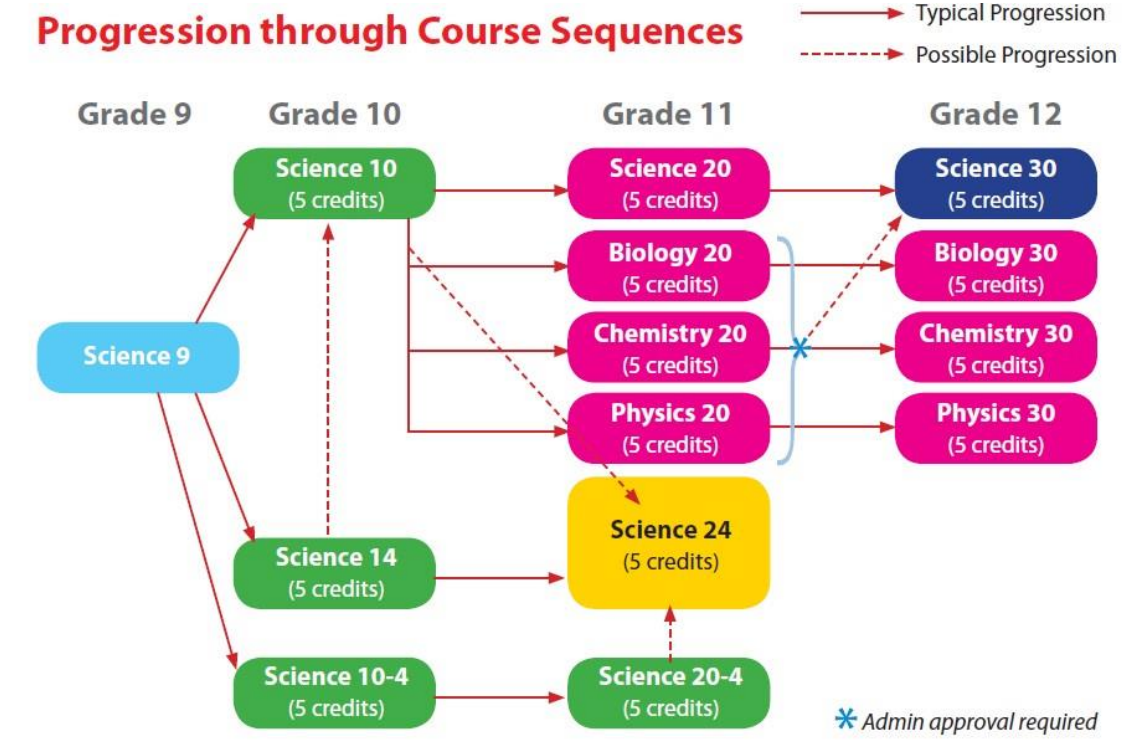 Progression through Course Sequences
Typical Progression
Possible Progression
Grade 9
Grade 10
Grade 11
Grade 12
Science 10
(5 credits)
Science 20
(5 credits)
Science 30
(5 credits)
Biology 20
(5 credits)
Biology 30
(5 credits)
Science 9
Chemistry 20
(5 credits)
Chemistry 30
(5 credits)
Physics 20
(5 credits)
Physics 30
(5 credits)
Science 24
(5 credits)
Science 14
(5 credits)
Science 10-4
(5 credits)
Science 20-4
(5 credits)
* Admin approval required